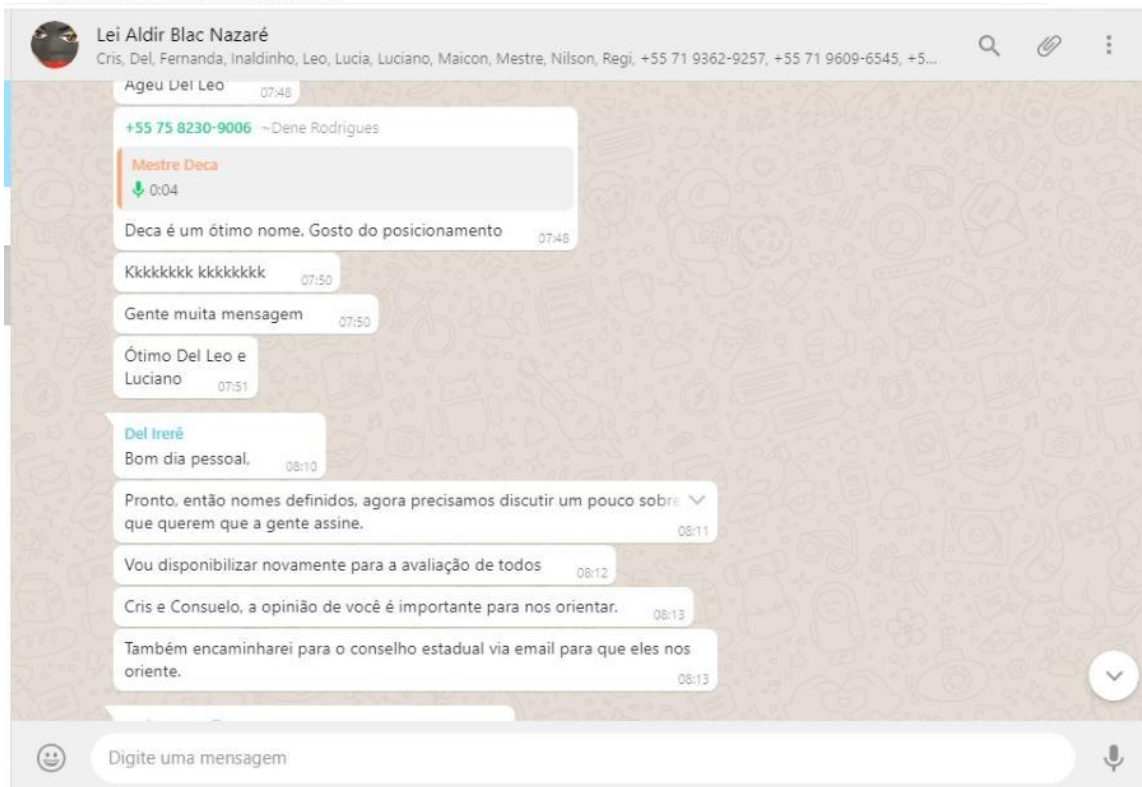 Lei Aldir Blac Nazaré
Cris, Del, Fernanda, Inaldinho, Leo, Lucia, Luciano, Maicon, Mestre, Nilson, Regi, +55 71 9362-9257, +55 71 9609-6545, +5...
Ageu Del Leo 07:48
+55 75 8230-9006 ~Dene Rodrigues
Mestre Deca
0:04
Deca é um ótimo nome. Gosto do posicionamento 07:48
Kkkkkkkk kkkkkkkk 07:50
Gente muita mensagem 07:50
Ótimo Del Leo e
Luciano 07:51
Del Irerê
Bom dia pessoal, 08:10
Pronto, então nomes definidos, agora precisamos discutir um pouco sobre
que querem que a gente assine. 08:11
Vou disponibilizar novamente para a avaliação de todos 08:12
Cris e Consuelo, a opinião de você é importante para nos orientar. 08:13
Também encaminharei para o conselho estadual via email para que eles nos
oriente. 08:13
Digite uma mensagem